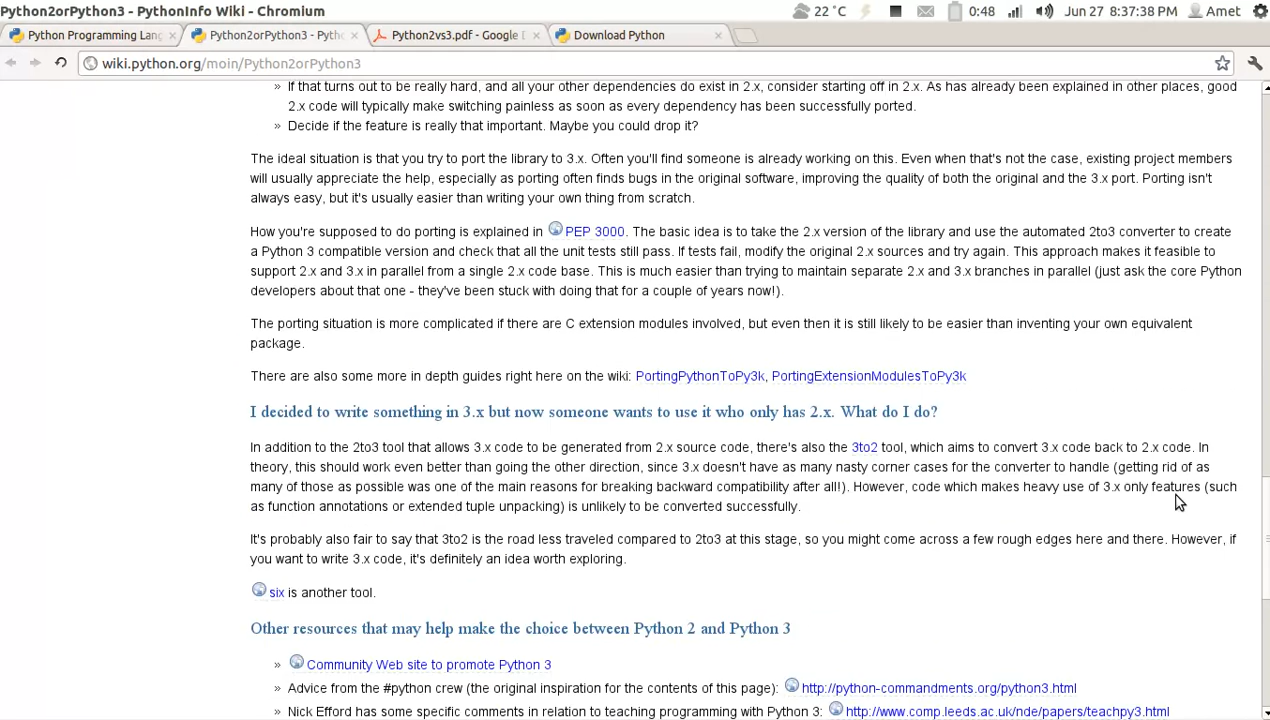 Python2orPython3 - PythonInfo Wiki - Chromium
22 °C
0:48
Jun 27 8:37:38 PM
Amet
Python Programming Lang
Python2orPython3 - Pytho
Python2vs3.pdf - Google D
Download Python
wiki.python.org/moin/Python2orPython3
» If that turns out to be really hard, and all your other dependencies do exist in 2.x, consider starting off in 2.x. As has already been explained in other places, good
2.x code will typically make switching painless as soon as every dependency has been successfully ported.
» Decide if the feature is really that important. Maybe you could drop it?
The ideal situation is that you try to port the library to 3.x. Often you'll find someone is already working on this. Even when that's not the case, existing project members
will usually appreciate the help, especially as porting often finds bugs in the original software, improving the quality of both the original and the 3.x port. Porting isn't
always easy, but it's usually easier than writing your own thing from scratch.
How you're supposed to do porting is explained in PEP 3000. The basic idea is to take the 2.x version of the library and use the automated 2to3 converter to create
a Python 3 compatible version and check that all the unit tests still pass. If tests fail, modify the original 2.x sources and try again. This approach makes it feasible to
support 2.x and 3.x in parallel from a single 2.x code base. This is much easier than trying to maintain separate 2.x and 3.x branches in parallel (just ask the core Python
developers about that one - they've been stuck with doing that for a couple of years now!).
The porting situation is more complicated if there are C extension modules involved, but even then it is still likely to be easier than inventing your own equivalent
package.
There are also some more in depth guides right here on the wiki: PortingPythonToPy3k, PortingExtensionModulesToPy3k
I decided to write something in 3.x but now someone wants to use it who only has 2.x. What do I do?
In addition to the 2to3 tool that allows 3.x code to be generated from 2.x source code, there's also the 3to2 tool, which aims to convert 3.x code back to 2.x code. In
theory, this should work even better than going the other direction, since 3.x doesn't have as many nasty corner cases for the converter to handle (getting rid of as
many of those as possible was one of the main reasons for breaking backward compatibility after all!). However, code which makes heavy use of 3.x only features (such
as function annotations or extended tuple unpacking) is unlikely to be converted successfully.
It's probably also fair to say that 3to2 is the road less traveled compared to 2to3 at this stage, so you might come across a few rough edges here and there. However, if
you want to write 3.x code, it's definitely an idea worth exploring.
six is another tool.
Other resources that may help make the choice between Python 2 and Python 3
» Community Web site to promote Python 3
» Advice from the #python crew (the original inspiration for the contents of this page): http://python-commandments.org/python3.html
» Nick Efford has some specific comments in relation to teaching programming with Python 3: http://www.comp.leeds.ac.uk/nde/papers/teachpy3.html